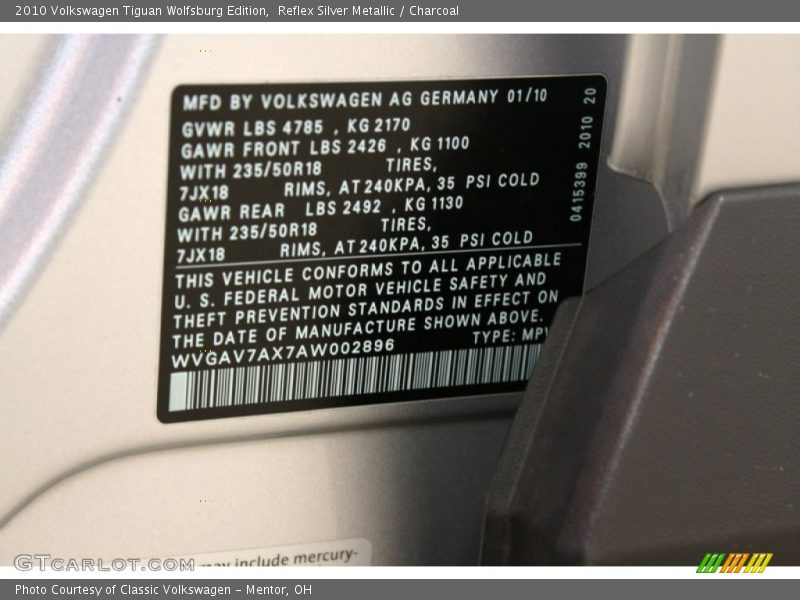 2010 Volkswagen Tiguan Wolfsburg Edition,  Reflex Silver Metallic / Charcoal
MFD BY VOLKSWAGEN AG GERMANY 01/10
GVWR LBS 4785 , KG 2170
GAWR FRONT LBS 2426 , KG 1100
WITH 235/50R18 TIRES,
7JX18 RIMS, AT 240KPA, 35 PSI COLD
GAWR REAR LBS 2492 , KG 1130
WITH 235/50R18 TIRES,
7JX18 RIMS, AT 240KPA, 35 PSI COLD
0415399 2010 20
THIS VEHICLE CONFORMS TO ALL APPLICABLE
U. S. FEDERAL MOTOR VEHICLE SAFETY AND
THEFT PREVENTION STANDARDS IN EFFECT ON
THE DATE OF MANUFACTURE SHOWN ABOVE.
WVGAV7AX7AW002896 TYPE: MPV
may include mercury-
GTcarlot.com
Photo Courtesy of Classic Volkswagen - Mentor, OH